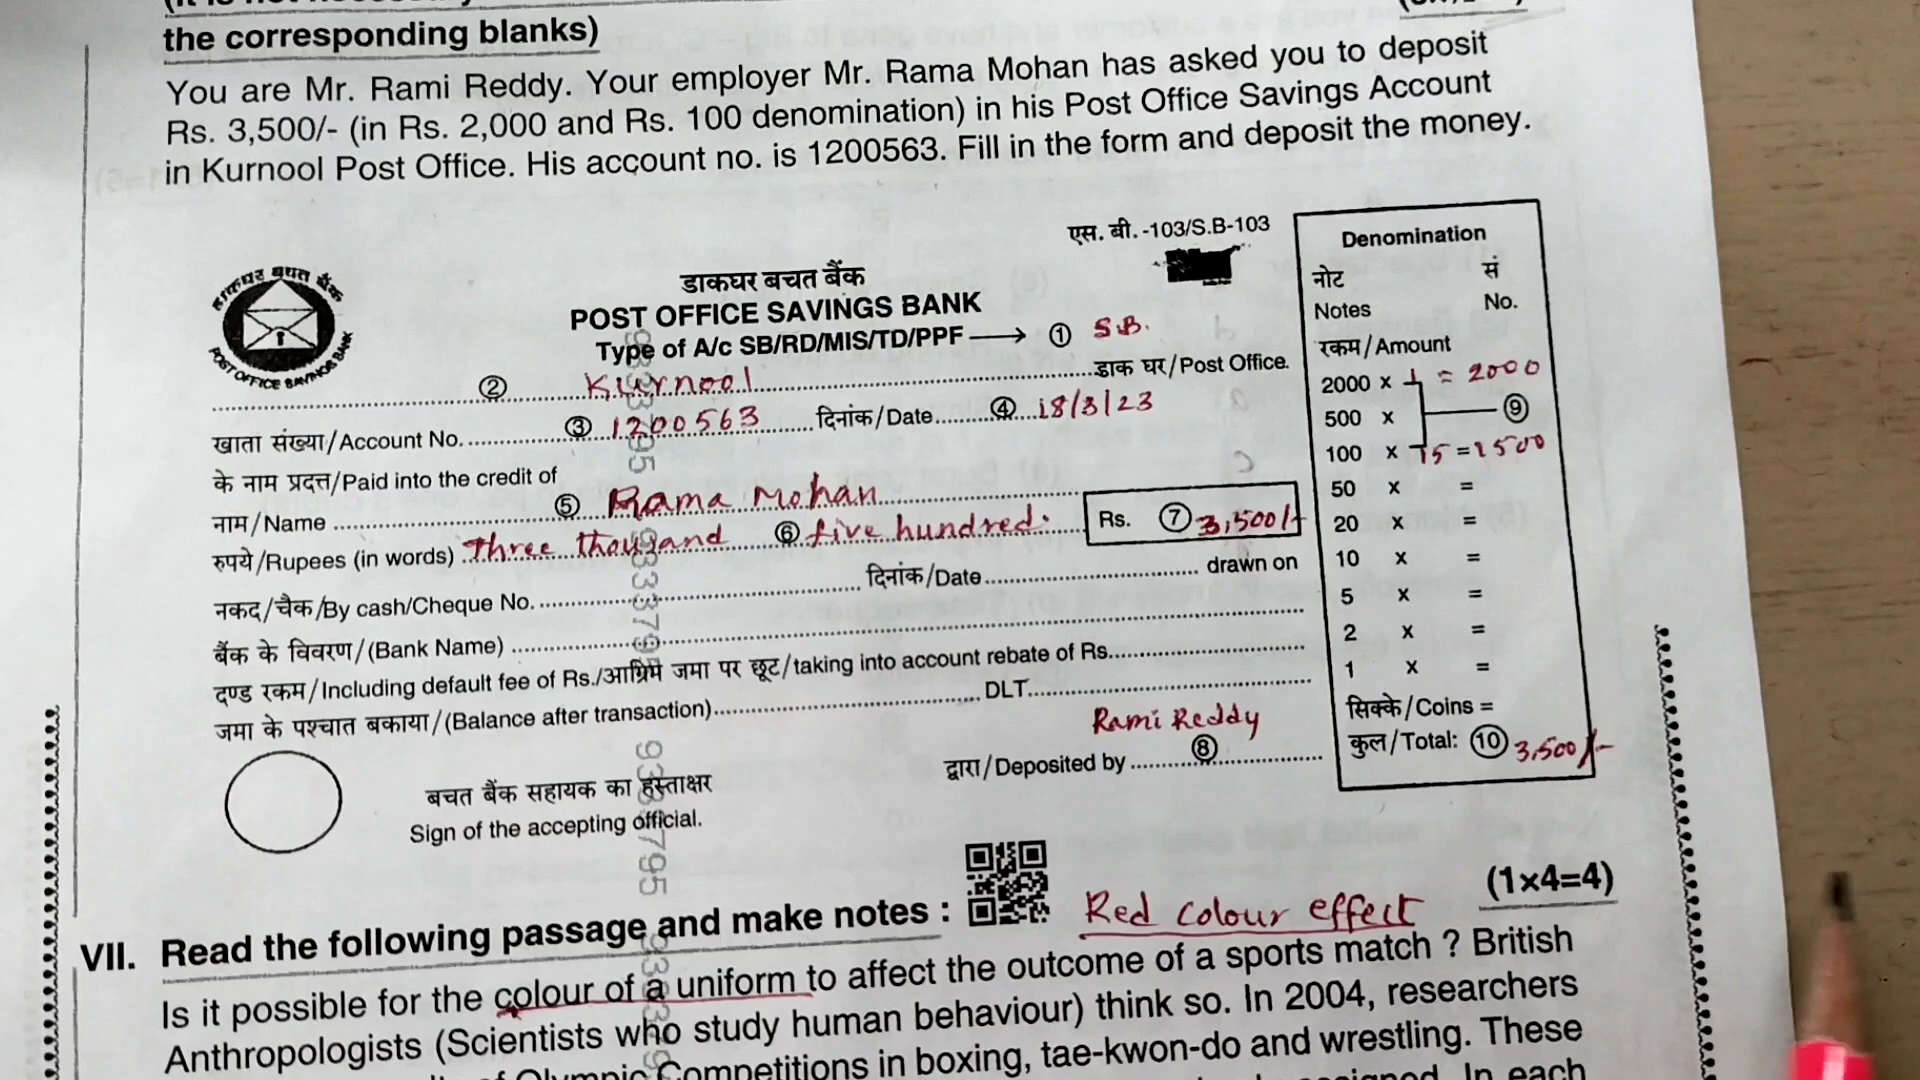 the corresponding blanks)
You are Mr. Rami Reddy. Your employer Mr. Rama Mohan has asked you to deposit
Rs. 3,500/- (in Rs. 2,000 and Rs. 100 denomination) in his Post Office Savings Account
in Kurnool Post Office. His account no. is 1200563. Fill in the form and deposit the money.
एस. बी. -103/S.B-103
डाकघर बचत बैंक
POST OFFICE SAVINGS BANK
डाकघर बचत बैंक
POST OFFICE SAVINGS BANK
Type of A/c SB/RD/MIS/TD/PPF → ① S.B.
② Kurnool डाक घर/Post Office.
खाता संख्या/Account No. ③ 1200563 दिनांक/Date ④ 18/3/23
के नाम प्रदत्त/Paid into the credit of
नाम/Name ⑤ Rama Mohan
रुपये/Rupees (in words) three thousand ⑥ five hundred. Rs. ⑦ 3,500/-
नकद/चैक/By cash/Cheque No. दिनांक/Date drawn on
बैंक के विवरण/(Bank Name)
दण्ड रकम/Including default fee of Rs./आग्रिम जमा पर छूट/taking into account rebate of Rs.
जमा के पश्चात बकाया/(Balance after transaction) DLT
Rami Reddy
द्वारा/Deposited by ⑧
बचत बैंक सहायक का हस्ताक्षर
Sign of the accepting official.
Denomination
नोट सं
Notes No.
रकम/Amount
2000 x 1 = 2000
500 x ⑨
100 x 15 = 1500
50 x =
20 x =
10 x =
5 x =
2 x =
1 x =
सिक्के/Coins =
कुल/Total: ⑩ 3,500/-
VII. Read the following passage and make notes : Red colour effect (1x4=4)
Is it possible for the colour of a uniform to affect the outcome of a sports match ? British
Anthropologists (Scientists who study human behaviour) think so. In 2004, researchers
Olympic Competitions in boxing, tae-kwon-do and wrestling. These
In each